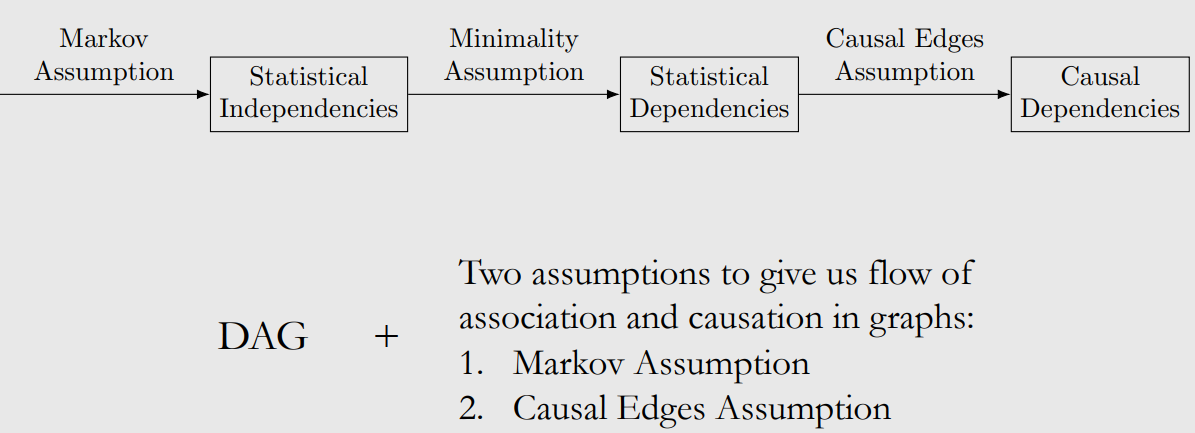 Markov
Assumption
Statistical
Independencies
Minimality
Assumption
Statistical
Dependencies
Causal Edges
Assumption
Causal
Dependencies
DAG +
Two assumptions to give us flow of
association and causation in graphs:
1. Markov Assumption
2. Causal Edges Assumption